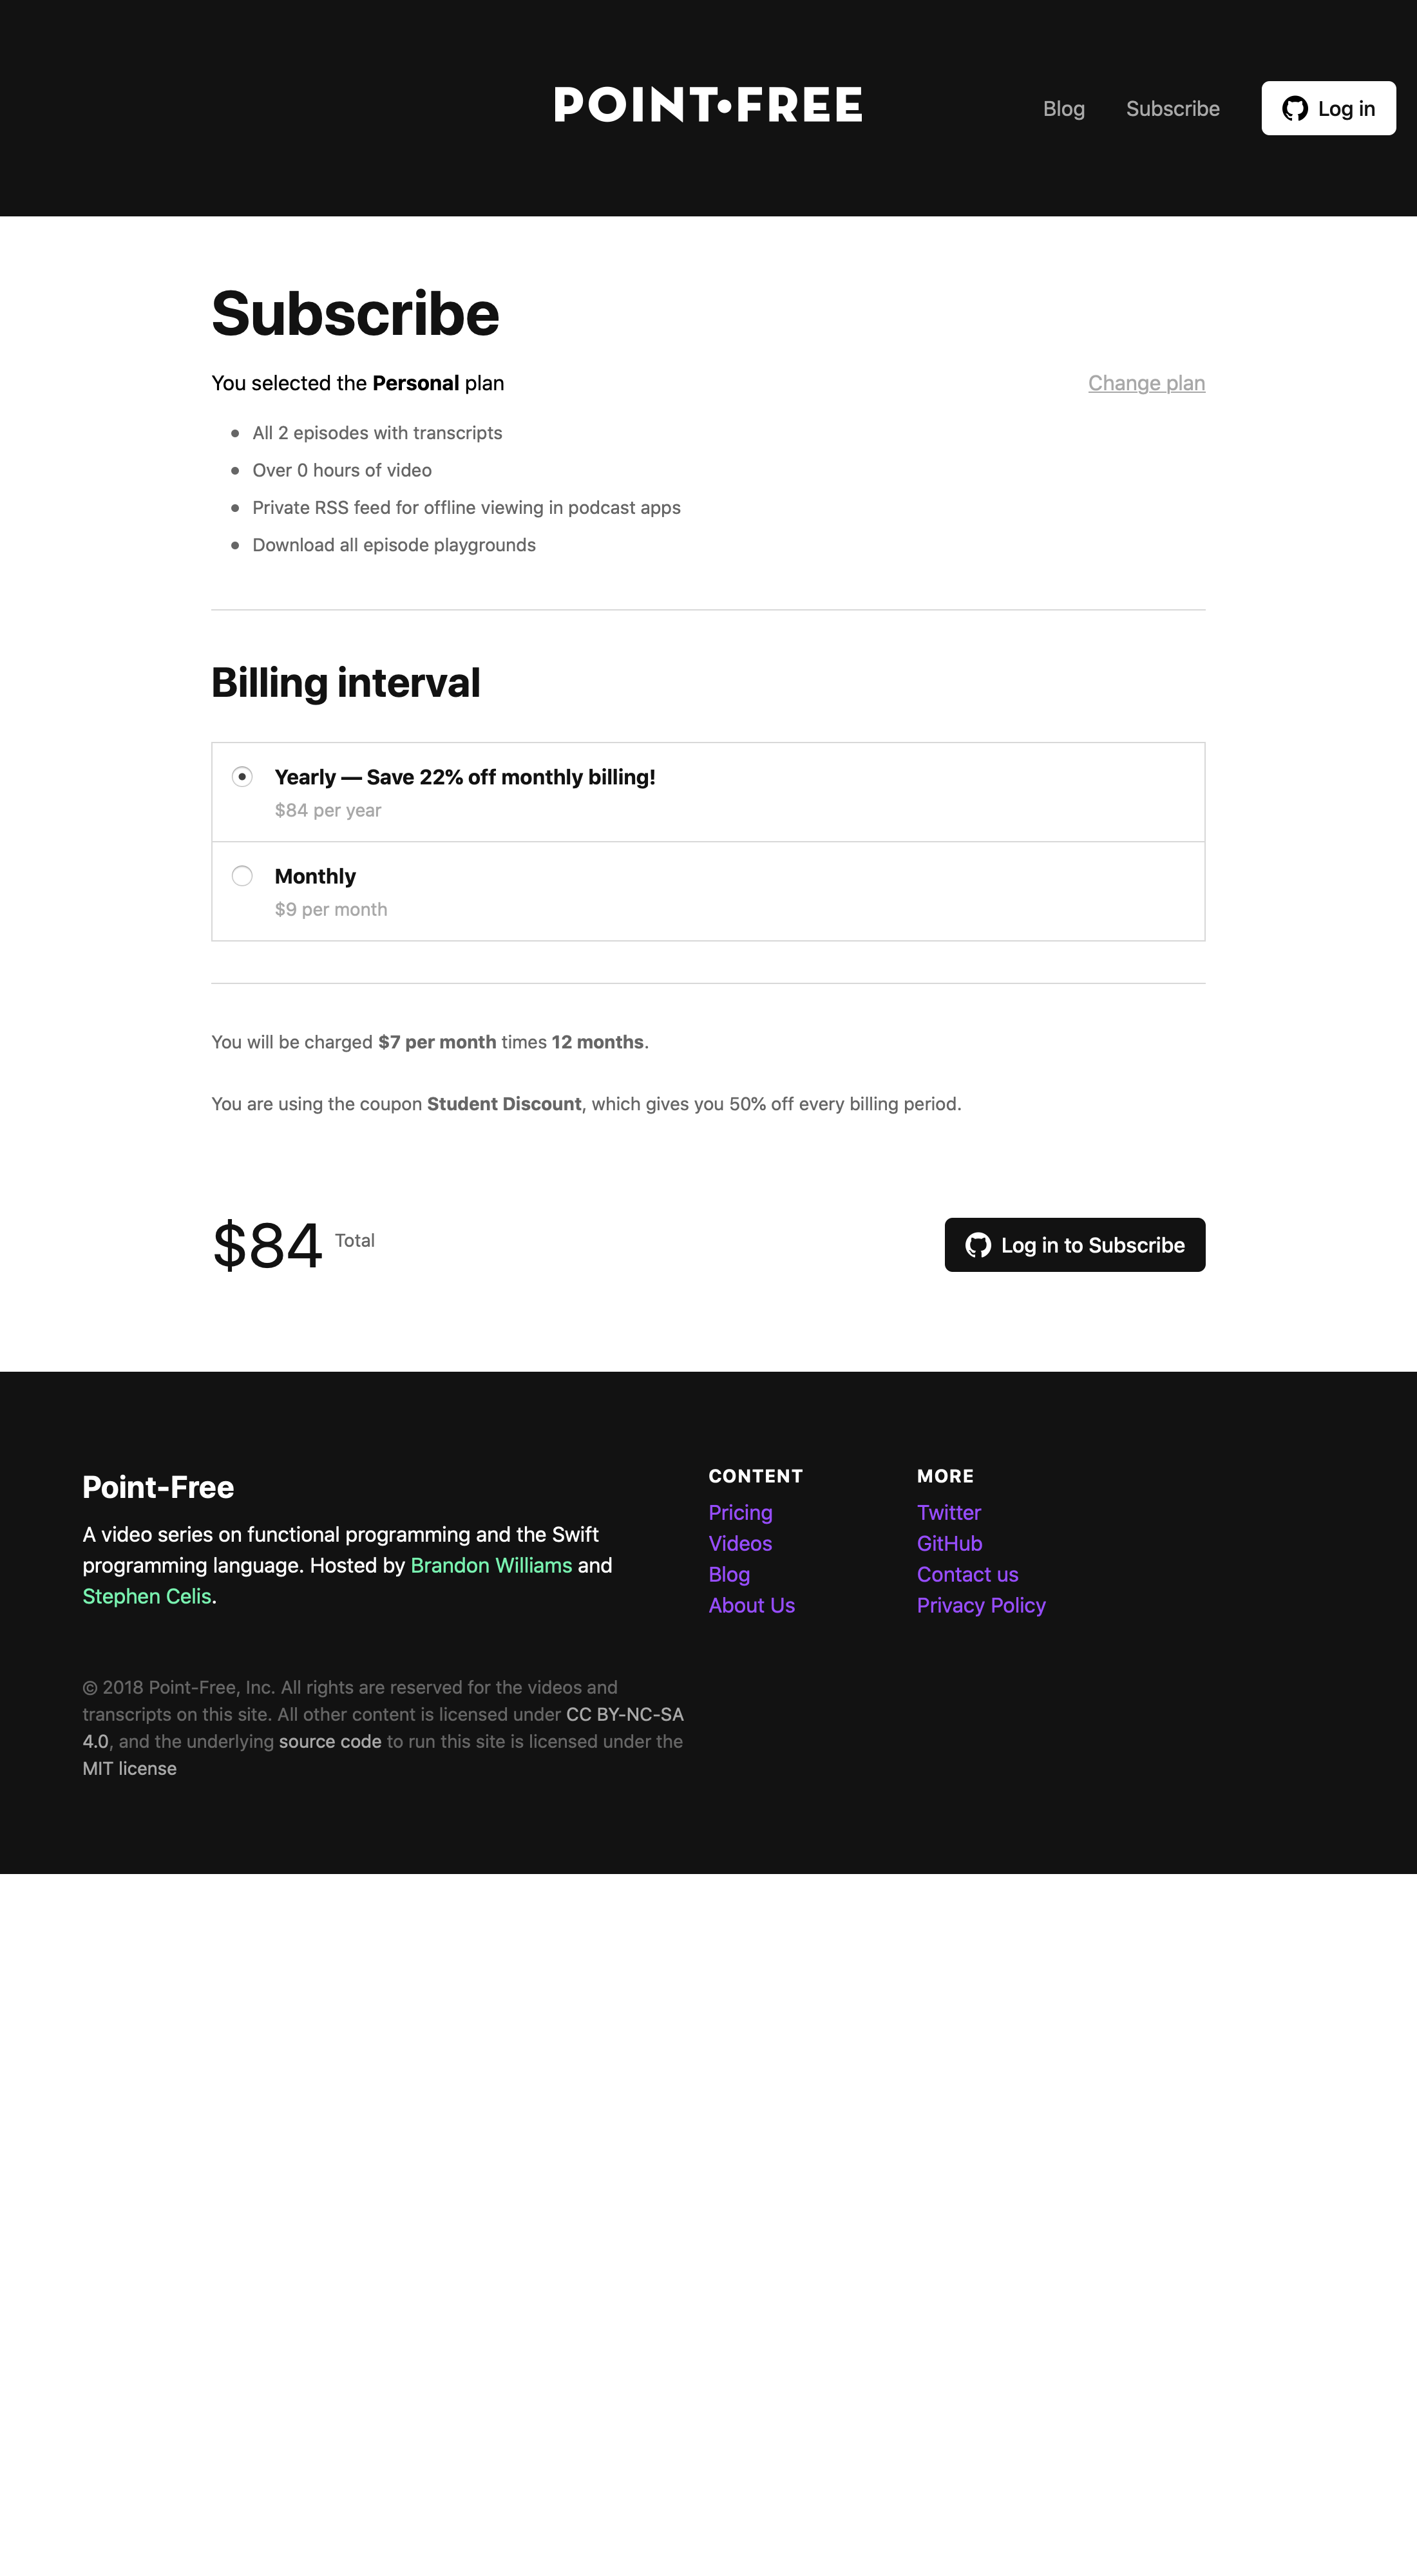 POINT•FREE
Blog
Subscribe
Log in
Subscribe
You selected the Personal plan
Change plan
All 2 episodes with transcripts
Over 0 hours of video
Private RSS feed for offline viewing in podcast apps
Download all episode playgrounds
Billing interval
Yearly — Save 22% off monthly billing!
$84 per year
Monthly
$9 per month
You will be charged $7 per month times 12 months.
You are using the coupon Student Discount, which gives you 50% off every billing period.
$84 Total
Log in to Subscribe
Point-Free
A video series on functional programming and the Swift
programming language. Hosted by Brandon Williams and
Stephen Celis.
CONTENT
Pricing
Videos
Blog
About Us
MORE
Twitter
GitHub
Contact us
Privacy Policy
© 2018 Point-Free, Inc. All rights are reserved for the videos and
transcripts on this site. All other content is licensed under CC BY-NC-SA
4.0, and the underlying source code to run this site is licensed under the
MIT license